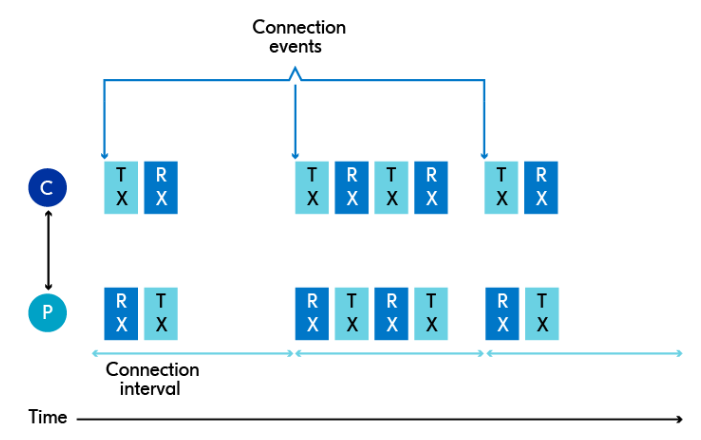 Connection
events
T R T R T R T R
X X X X X X X X
C
R T R T R T R T
X X X X X X X X
P
Connection
interval
Time